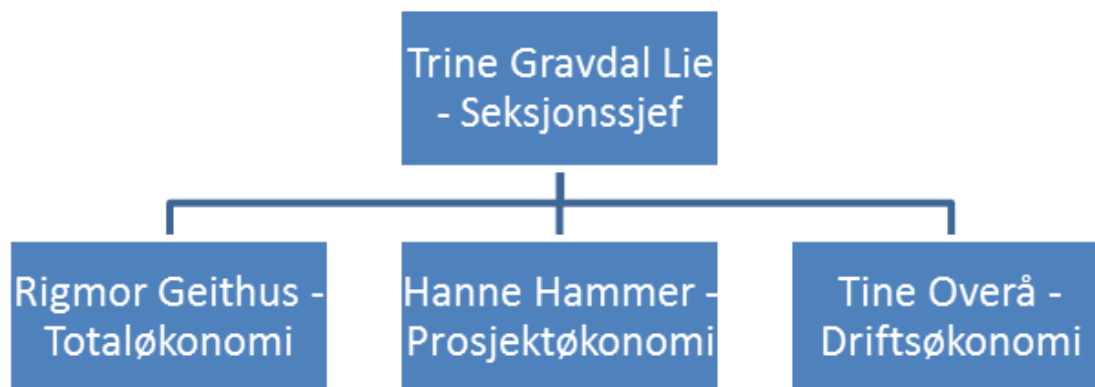 Trine Gravdal Lie
- Seksjonssjef
Rigmor Geithus -
Totaløkonomi
Hanne Hammer -
Prosjektøkonomi
Tine Overå -
Driftsøkonomi